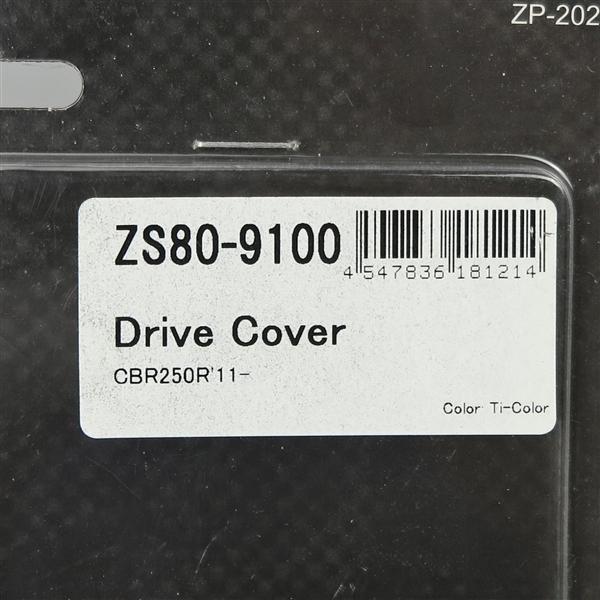 ZP-202
ZS80-9100
4 547836 181214
Drive Cover
CBR250R'11-
Color: Ti-Color